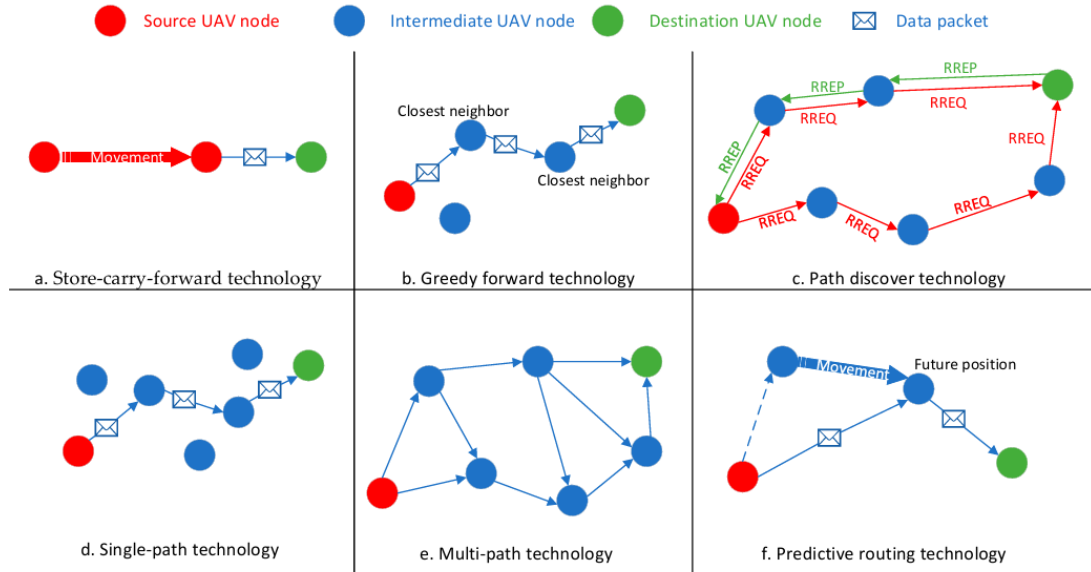 Source UAV node
Intermediate UAV node
Destination UAV node
Data packet
Movement
a. Store-carry-forward technology
Closest neighbor
Closest neighbor
b. Greedy forward technology
RREP
RREP
RREQ
RREQ
RREP
RREQ
RREQ
RREQ
RREQ
RREQ
c. Path discover technology
d. Single-path technology
e. Multi-path technology
Future position
Movement
f. Predictive routing technology